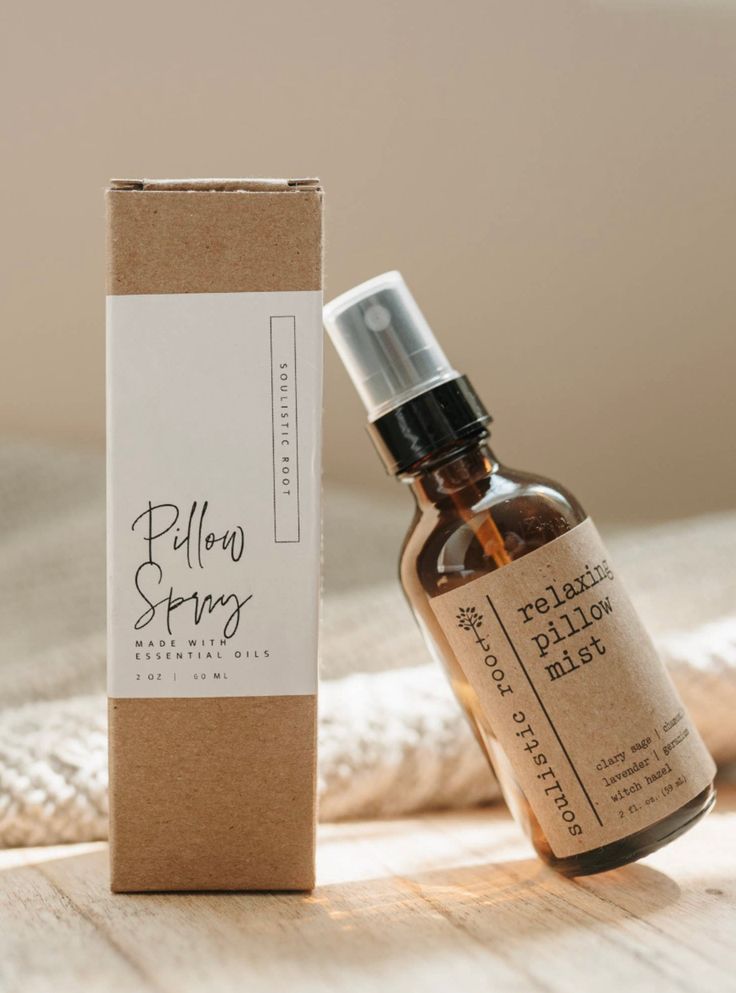 SOULISTIC ROOT
Pillow
Spray
MADE WITH
ESSENTIAL OILS
2 OZ | 60 ML
soulistic root
relaxing
pillow
mist
clary sage |
lavender | geranium
witch hazel
2 fl. oz. (59 mL)